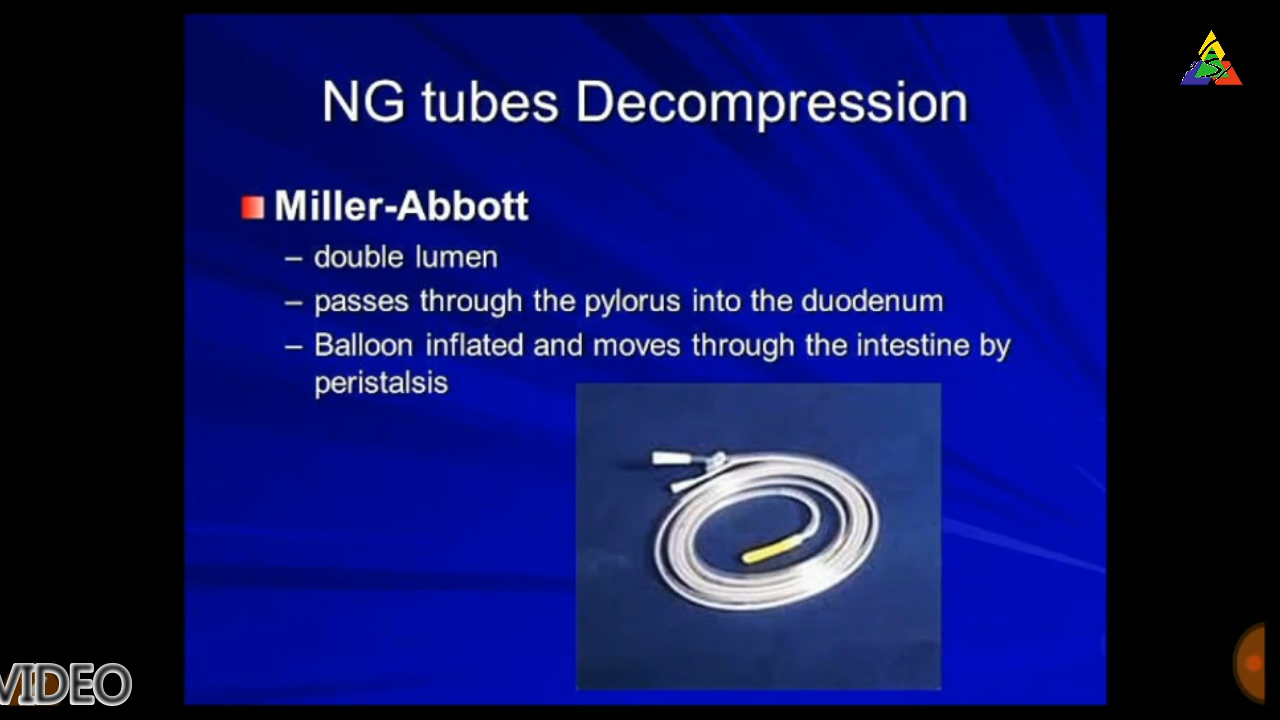 NG tubes Decompression
Miller-Abbott
– double lumen
– passes through the pylorus into the duodenum
– Balloon inflated and moves through the intestine by
peristalsis
VIDEO